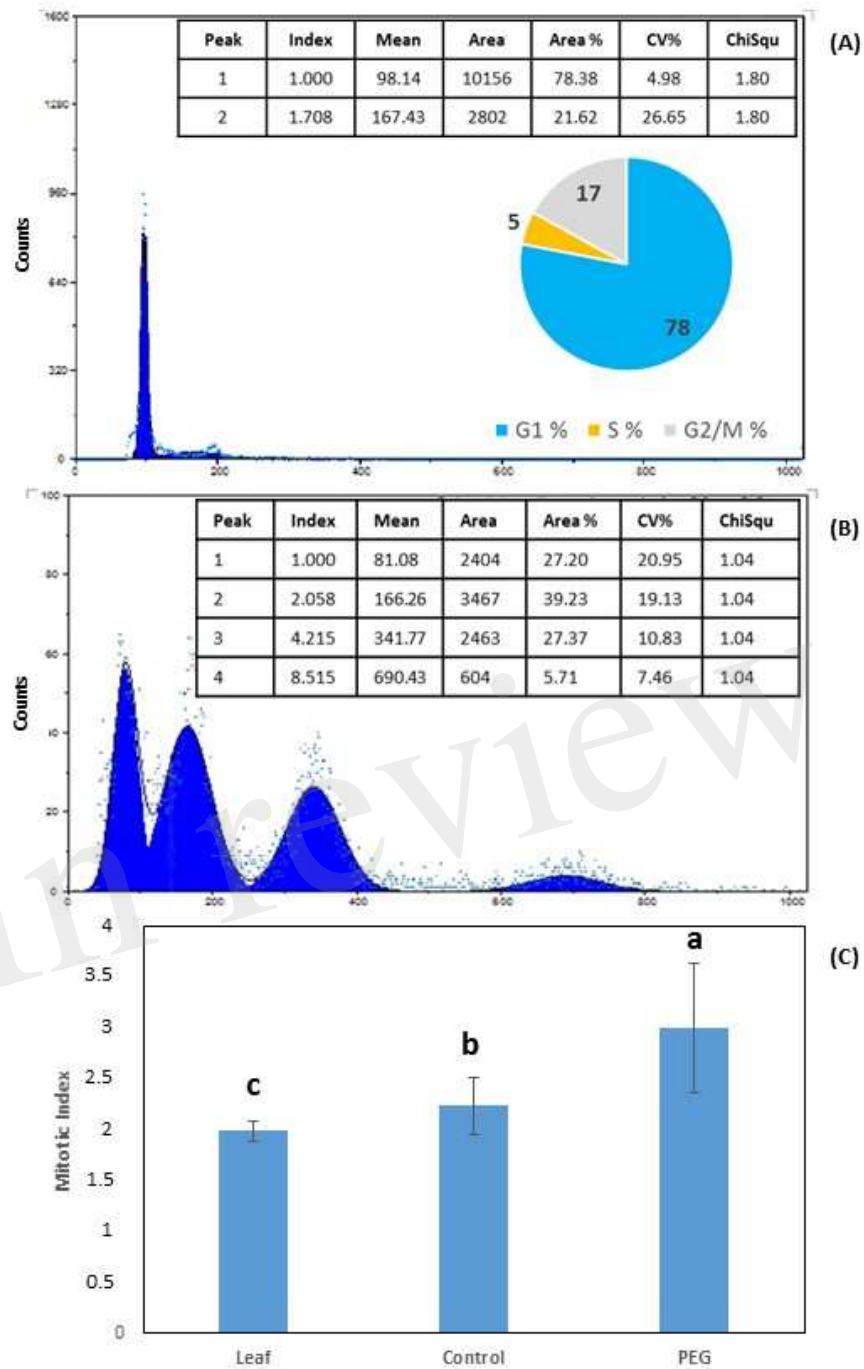 (A)
1600
1280
960
640
320
0
Counts
Peak Index Mean Area Area % CV% ChiSqu
1 1.000 98.14 10156 78.38 4.98 1.80
2 1.708 167.43 2802 21.62 26.65 1.80
17
5
78
G1 % S % G2/M %
0 200 400 600 800 1000
(B)
100
80
60
40
20
0
Counts
Peak Index Mean Area Area % CV% ChiSqu
1 1.000 81.08 2404 27.20 20.95 1.04
2 2.058 166.26 3467 39.23 19.13 1.04
3 4.215 341.77 2463 27.37 10.83 1.04
4 8.515 690.43 604 5.71 7.46 1.04
0 200 400 600 800 1000
in review
(C)
4
3.5
3
2.5
2
1.5
1
0.5
0
Mitotic Index
c
b
a
Leaf Control PEG